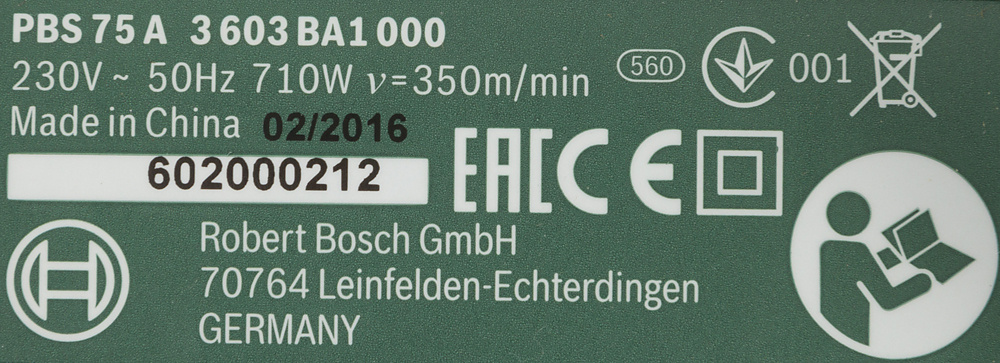 PBS 75 A 3 603 BA1 000
230V ~ 50Hz 710W v=350m/min
560
001
Made in China 02/2016
EAC CE
602000212
Robert Bosch GmbH
70764 Leinfelden-Echterdingen
GERMANY